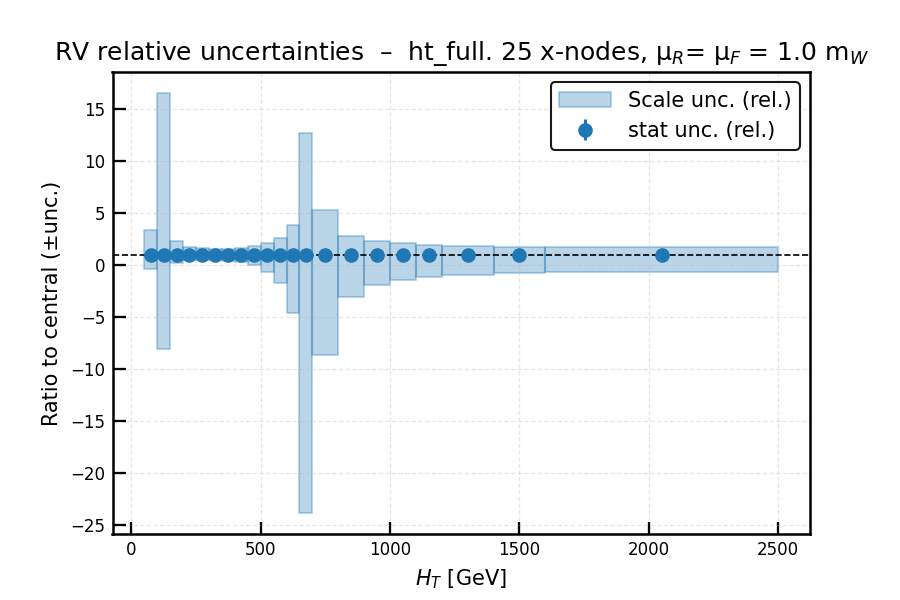 RV relative uncertainties – ht_full. 25 x-nodes, μR= μF = 1.0 mW
Scale unc. (rel.)
stat unc. (rel.)
Ratio to central (±unc.)
15
10
5
0
−5
−10
−15
−20
−25
0 500 1000 1500 2000 2500
HT [GeV]